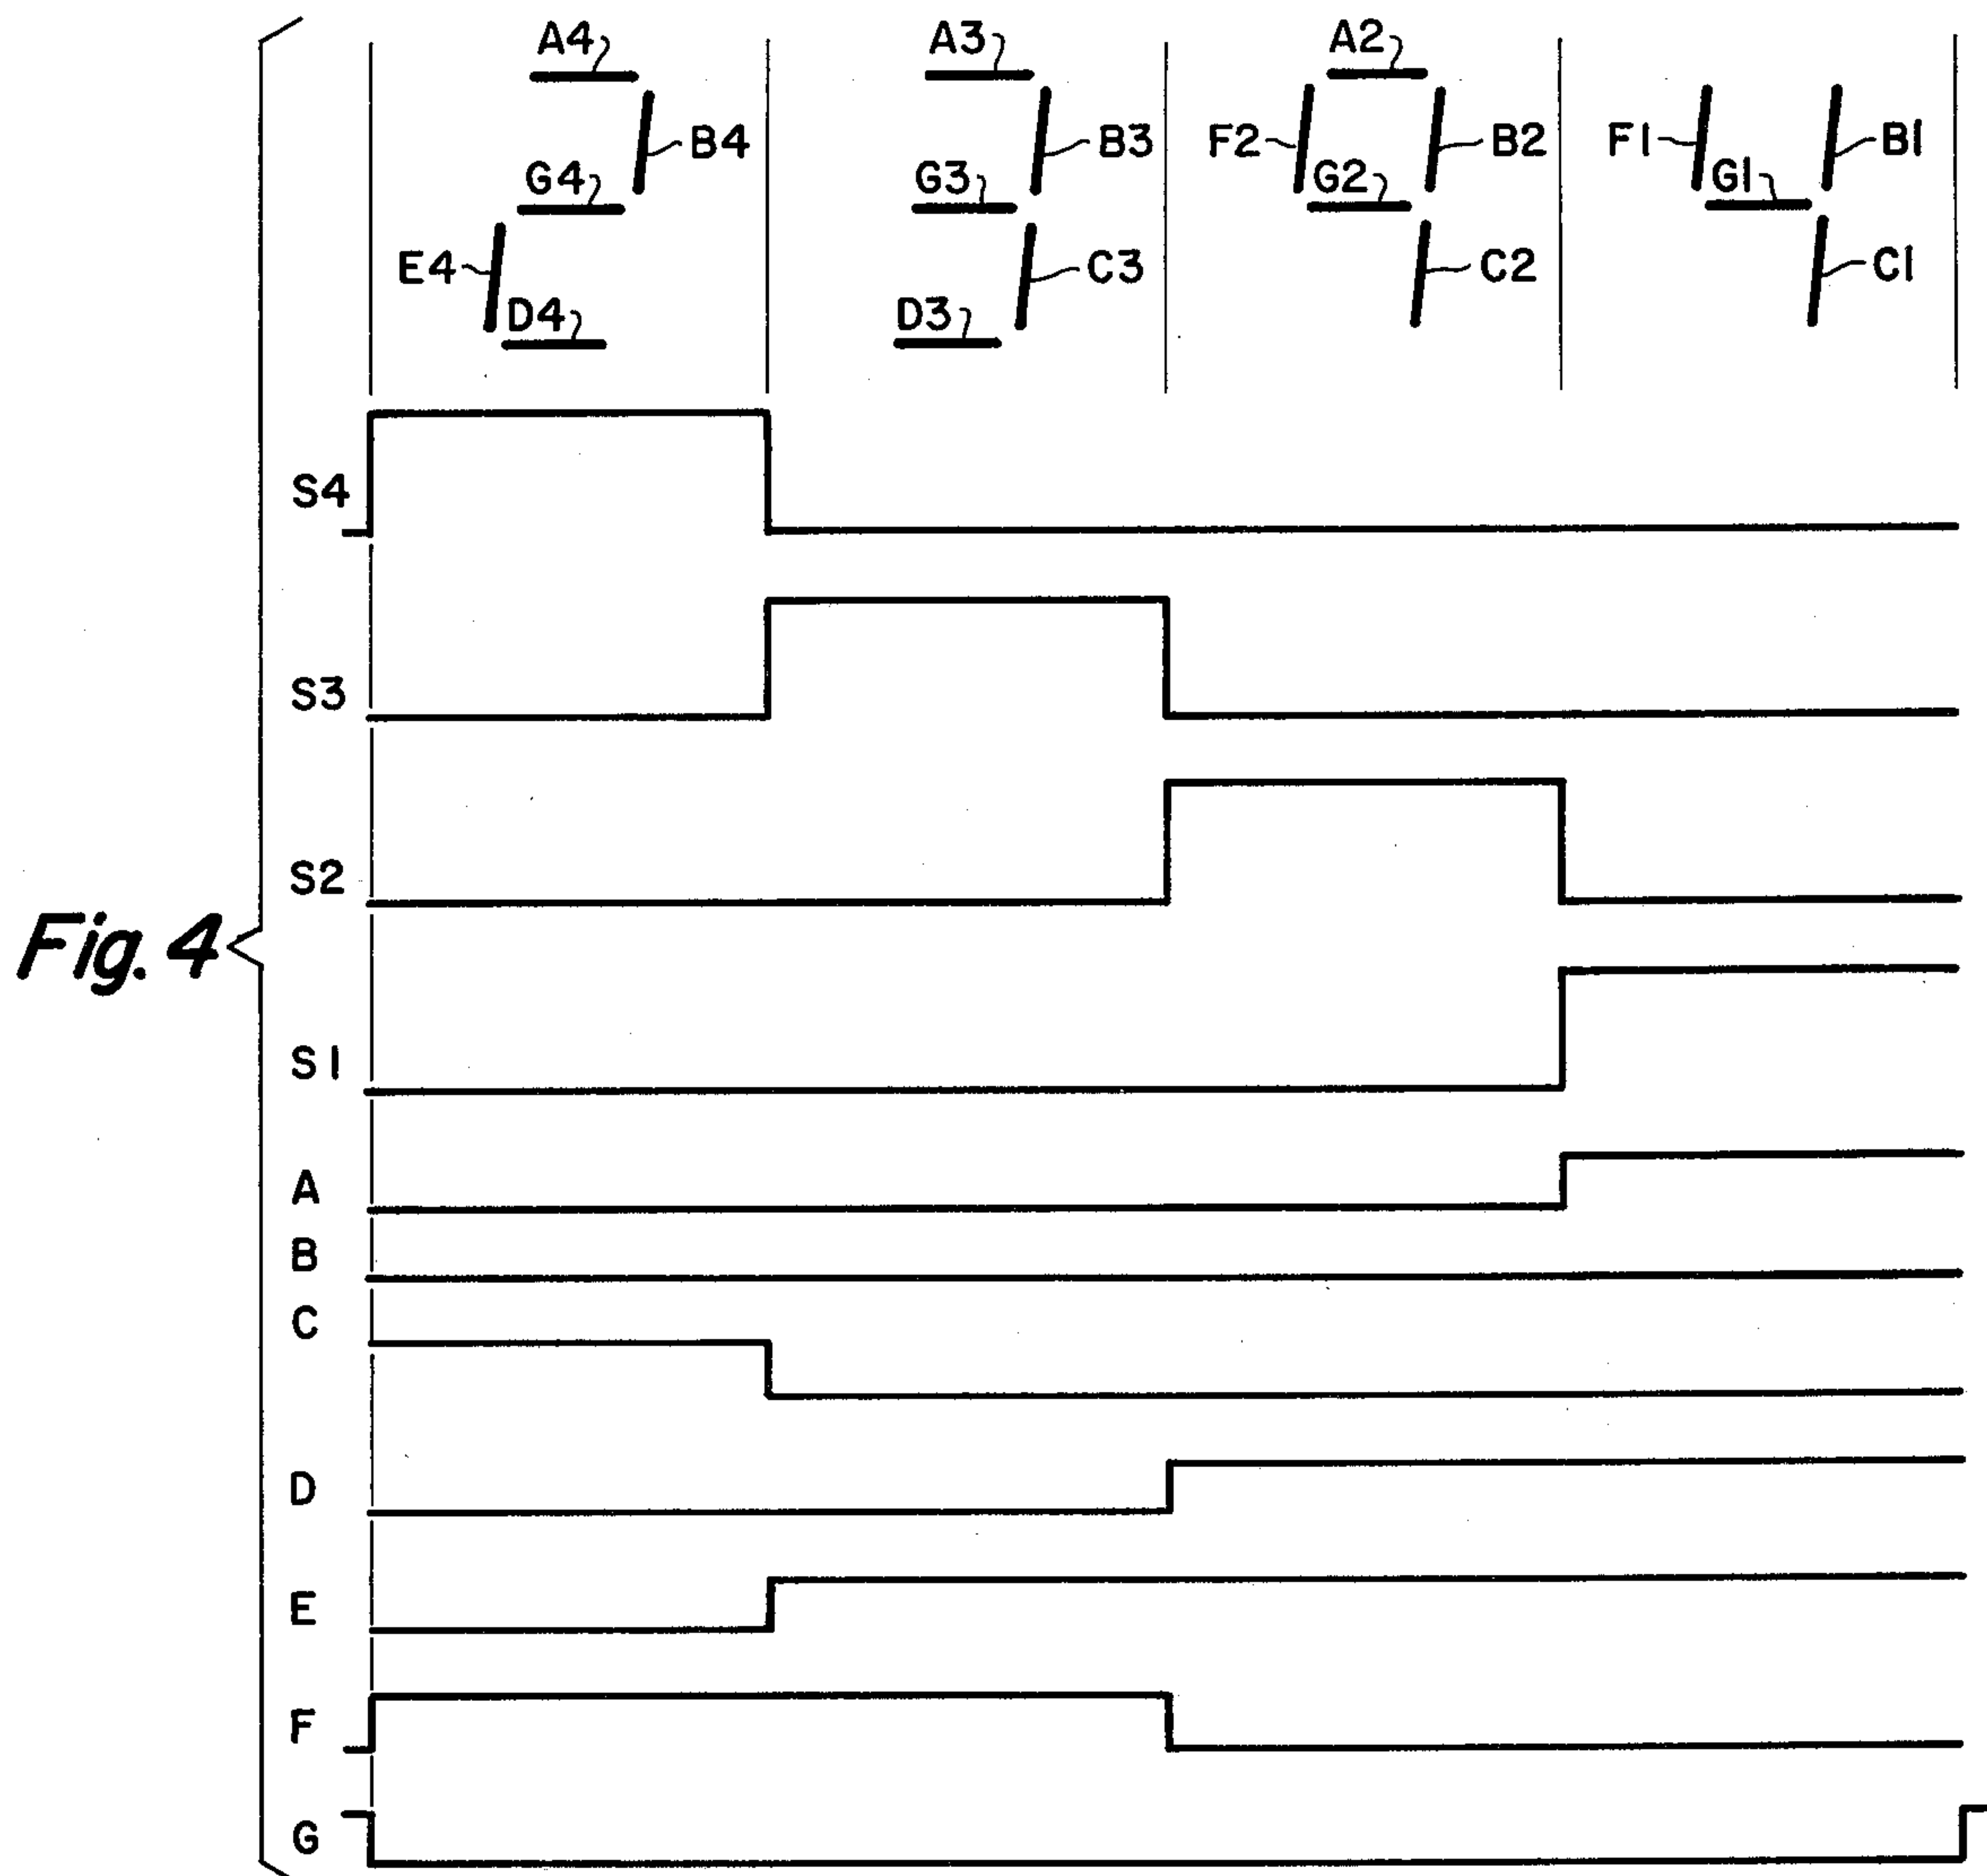 A4 A3 A2
B4 B3 F2 B2 F1 B1
G4 G3 G2 G1
E4 C3 C2 C1
D4 D3
S4
S3
S2
Fig. 4
S1
A
B
C
D
E
F
G